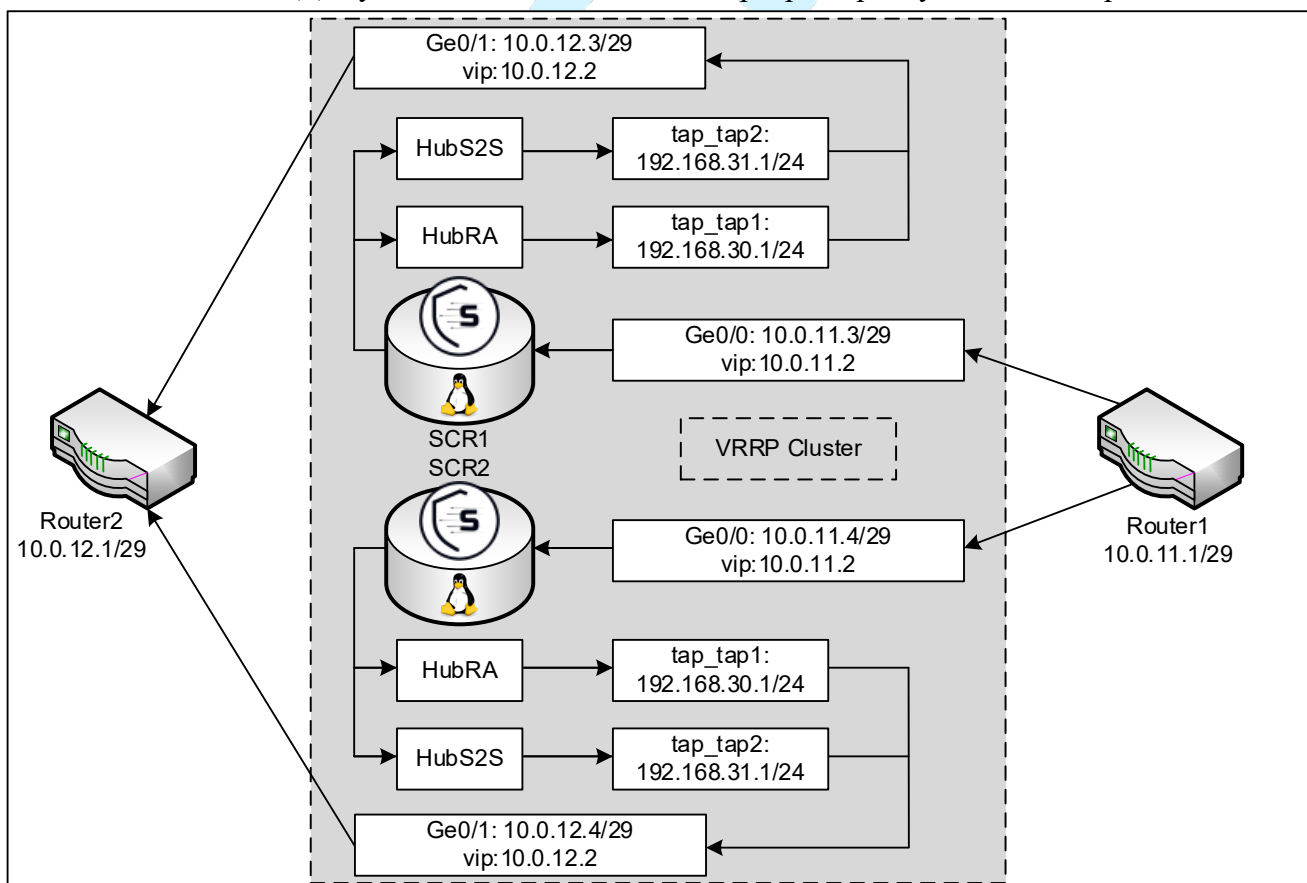 Ge0/1: 10.0.12.3/29
vip:10.0.12.2
HubS2S
tap_tap2:
192.168.31.1/24
HubRA
tap_tap1:
192.168.30.1/24
S
Ge0/0: 10.0.11.3/29
vip:10.0.11.2
SCR1
VRRP Cluster
SCR2
S
Router2
10.0.12.1/29
Router1
10.0.11.1/29
Ge0/0: 10.0.11.4/29
vip:10.0.11.2
HubRA
tap_tap1:
192.168.30.1/24
HubS2S
tap_tap2:
192.168.31.1/24
Ge0/1: 10.0.12.4/29
vip:10.0.12.2